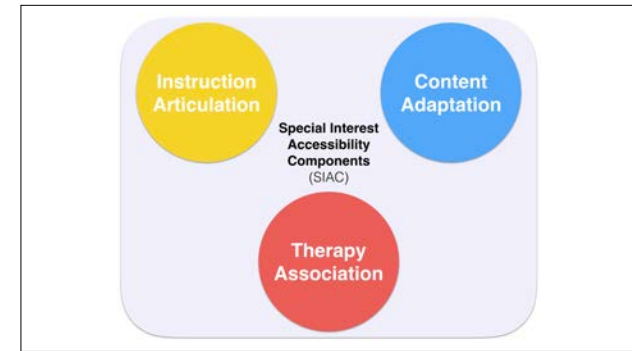 Instruction
Articulation
Content
Adaptation
Special Interest
Accessibility
Components
(SIAC)
Therapy
Association